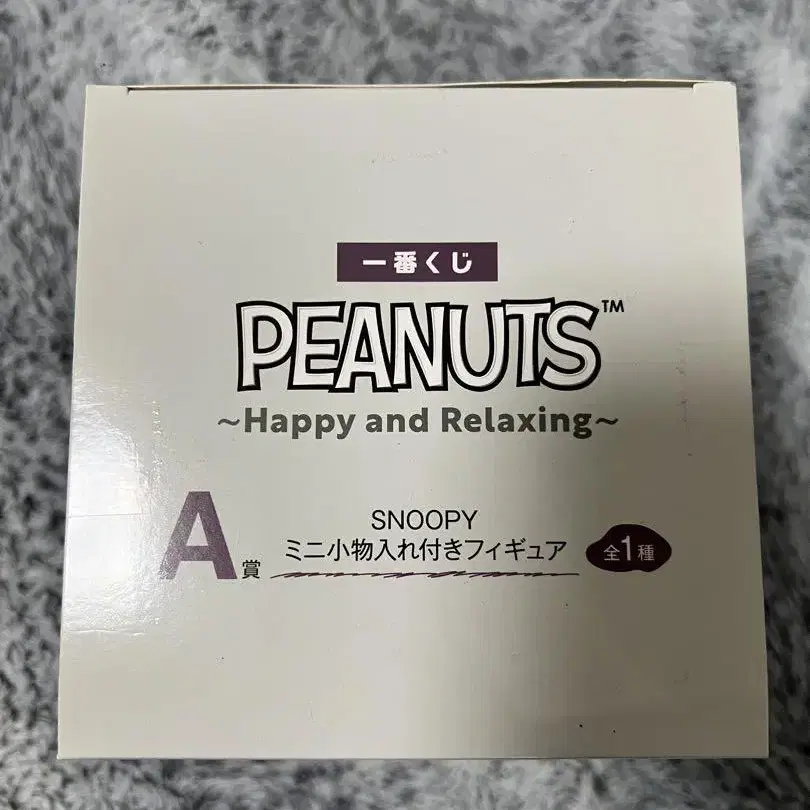 一番くじ
PEANUTS™
~Happy and Relaxing~
SNOOPY
A賞 ミニ小物入れ付きフィギュア 全1種